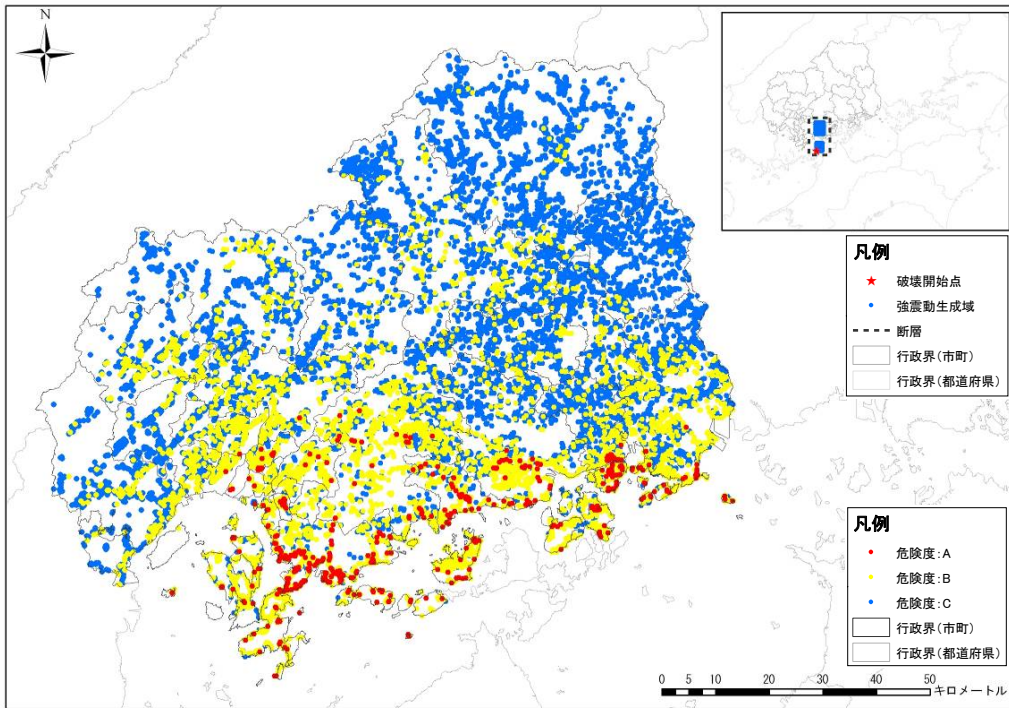 N
凡例
破壊開始点
強震動生成域
断層
行政界(市町)
行政界(都道府県)
凡例
危険度:A
危険度:B
危険度:C
行政界(市町)
行政界(都道府県)
0 5 10 20 30 40 50 キロメートル